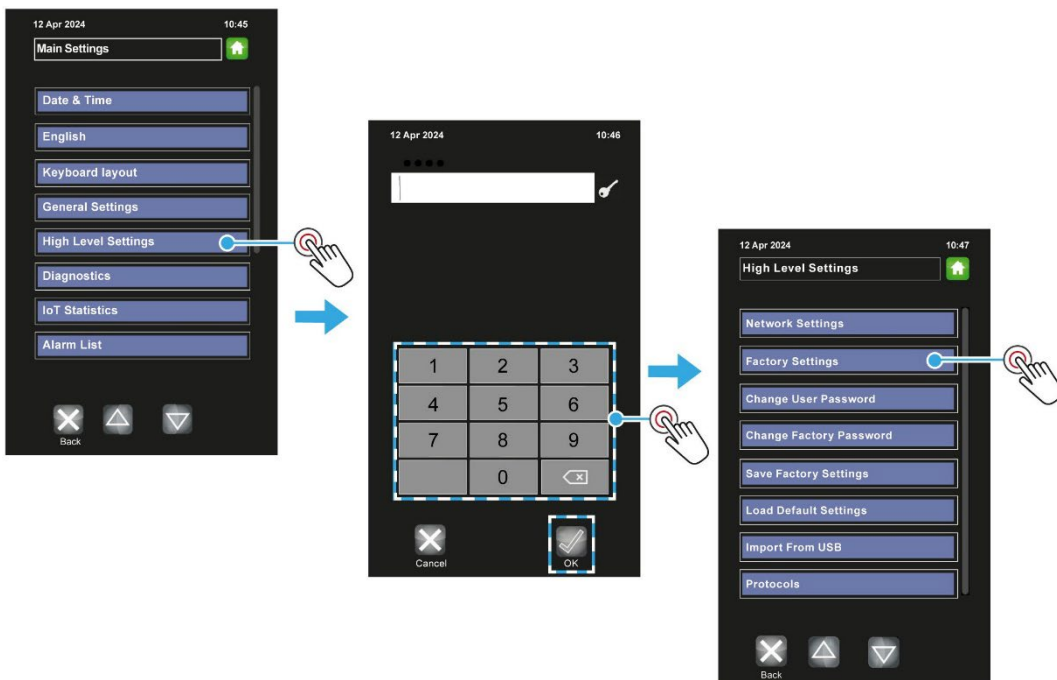 12 Apr 2024 10:45
Main Settings
Date & Time
English
Keyboard layout
General Settings
High Level Settings
Diagnostics
IoT Statistics
Alarm List
Back
12 Apr 2024 10:46
1 2 3
4 5 6
7 8 9
0
Cancel OK
12 Apr 2024 10:47
High Level Settings
Network Settings
Factory Settings
Change User Password
Change Factory Password
Save Factory Settings
Load Default Settings
Import From USB
Protocols
Back